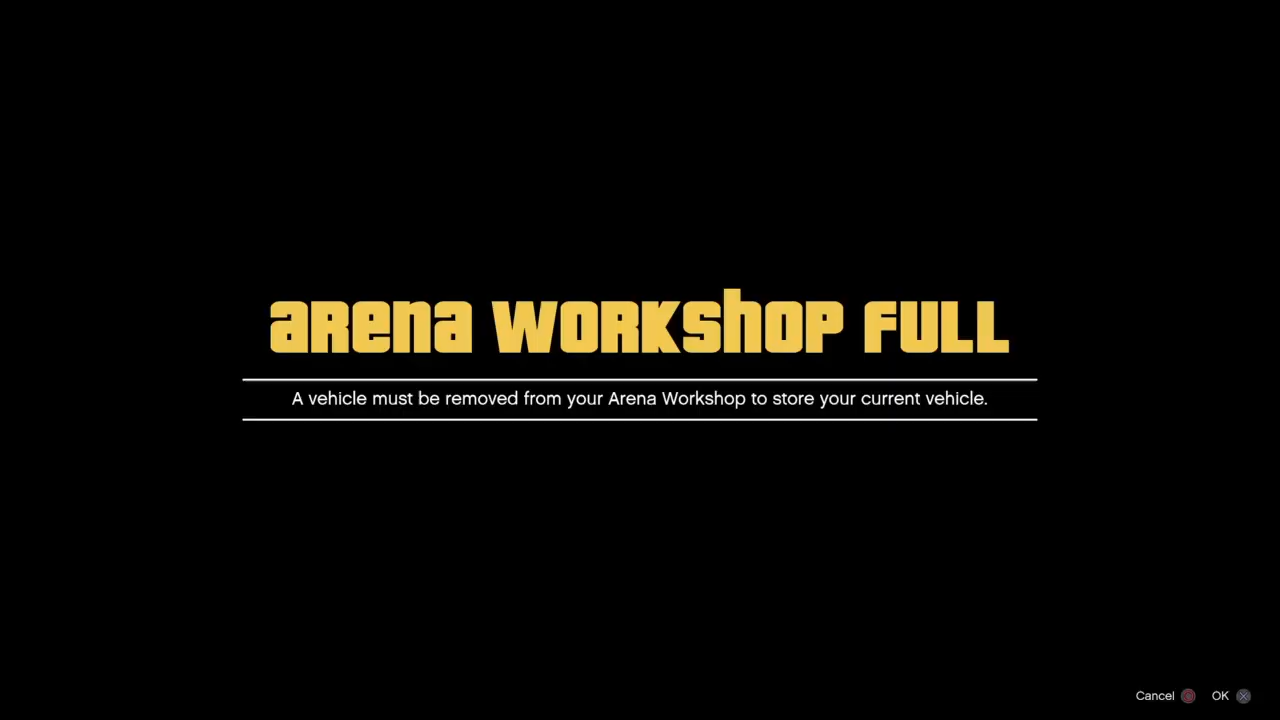 arena workshop full
A vehicle must be removed from your Arena Workshop to store your current vehicle.
Cancel OK